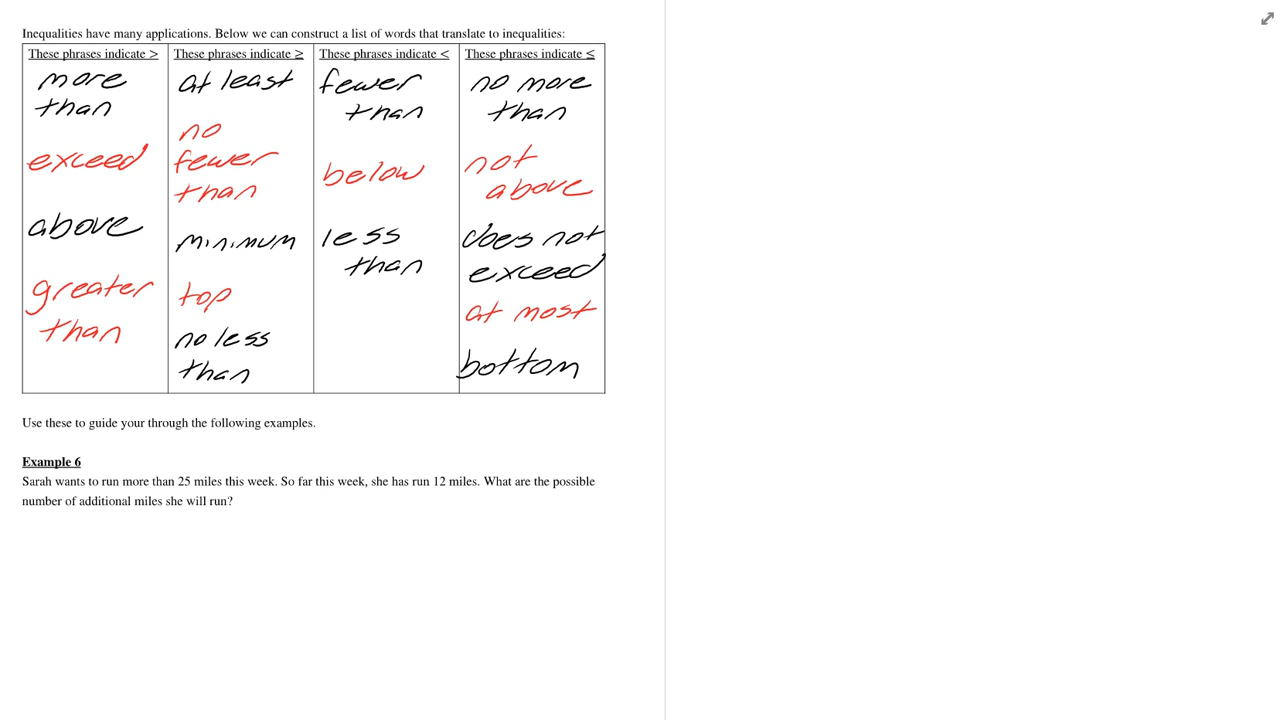 Inequalities have many applications. Below we can construct a list of words that translate to inequalities:
These phrases indicate >
more
than
exceed
above
greater
than
These phrases indicate ≥
at least
no
fewer
than
minimum
top
no less
than
These phrases indicate <
fewer
than
below
less
than
These phrases indicate ≤
no more
than
not
above
does not
exceed
at most
bottom
Use these to guide your through the following examples.
Example 6
Sarah wants to run more than 25 miles this week. So far this week, she has run 12 miles. What are the possible
number of additional miles she will run?